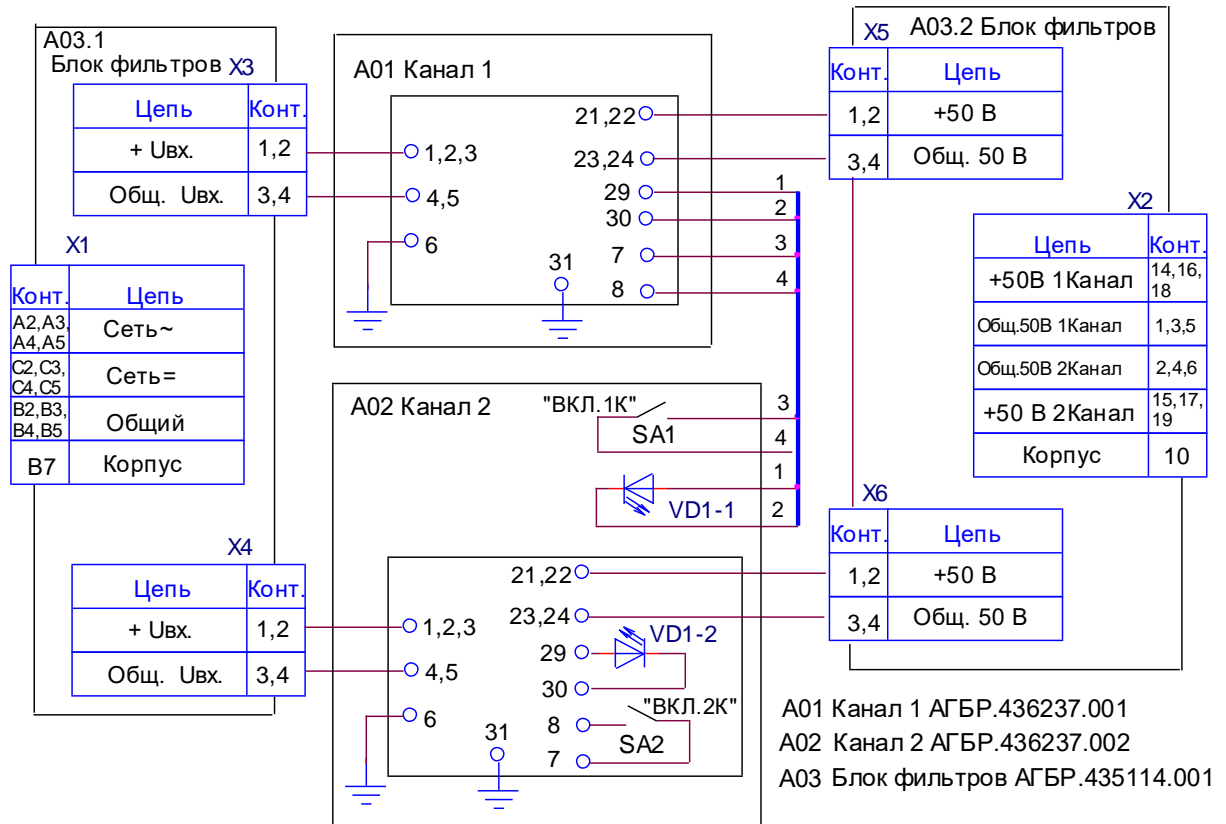 А03.1
Блок фильтров
X3
Цепь Конт.
+ Uвх. 1,2
Общ. Uвх. 3,4
X1
Конт. Цепь
A2,A3, A4,A5 Сеть~
C2,C3, C4,C5 Сеть=
B2,B3, B4,B5 Общий
B7 Корпус
X4
Цепь Конт.
+ Uвх. 1,2
Общ. Uвх. 3,4
А01 Канал 1
1,2,3
4,5
6
31
21,22
23,24
29
30
7
8
1
2
3
4
А02 Канал 2
"ВКЛ.1К"
SA1
3
4
1
VD1-1
2
21,22
23,24
1,2,3
4,5
6
31
29
VD1-2
30
"ВКЛ.2К"
8
SA2
7
А03.2 Блок фильтров
X5
Конт. Цепь
1,2 +50 В
3,4 Общ. 50 В
X2
Цепь Конт.
+50В 1Канал 14,16, 18
Общ.50В 1Канал 1,3,5
Общ.50В 2Канал 2,4,6
+50 В 2Канал 15,17, 19
Корпус 10
X6
Конт. Цепь
1,2 +50 В
3,4 Общ. 50 В
А01 Канал 1 АГБР.436237.001
А02 Канал 2 АГБР.436237.002
А03 Блок фильтров АГБР.435114.001